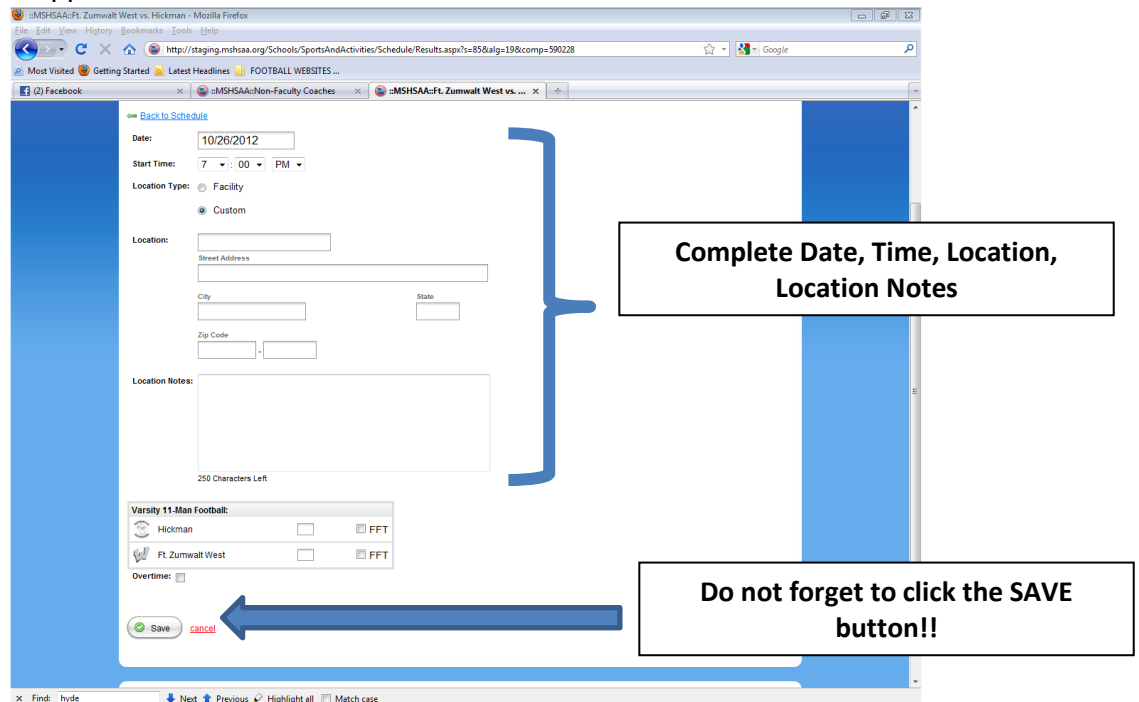 ::MSHSAA::Ft. Zumwalt West vs. Hickman - Mozilla Firefox
File Edit View History Bookmarks Tools Help
http://staging.mshsaa.org/Schools/SportsAndActivities/Schedule/Results.aspx?s=85&alg=19&comp=590228
Google
Most Visited Getting Started Latest Headlines FOOTBALL WEBSITES ...
(2) Facebook
::MSHSAA::Non-Faculty Coaches
::MSHSAA::Ft. Zumwalt West vs. ...
Back to Schedule
Date: 10/26/2012
Start Time: 7 : 00 PM
Location Type: Facility
Custom
Location:
Street Address
City State
Zip Code
-
Location Notes:
250 Characters Left
Complete Date, Time, Location,
Location Notes
Varsity 11-Man Football:
Hickman FFT
Ft. Zumwalt West FFT
Overtime:
Save cancel
Do not forget to click the SAVE
button!!
x Find: hyde Next Previous Highlight all Match case